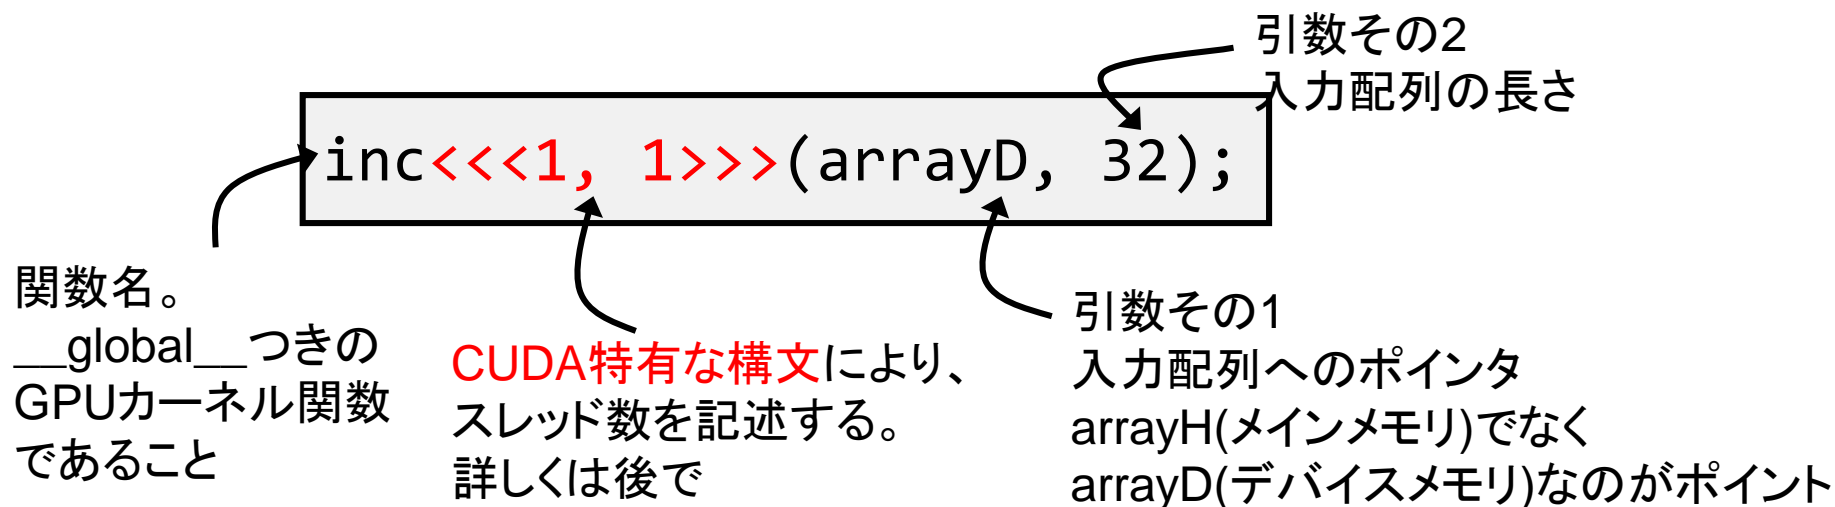 引数その2
入力配列の長さ
inc<<<1, 1>>>(arrayD, 32);
関数名。
__global__つきの
GPUカーネル関数
であること
CUDA特有な構文により、
スレッド数を記述する。
詳しくは後で
引数その1
入力配列へのポインタ
arrayH(メインメモリ)でなく
arrayD(デバイスメモリ)なのがポイント